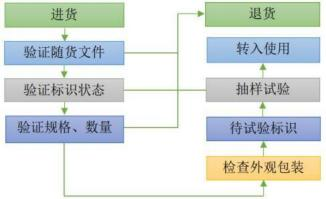 进货
验证随货文件
验证标识状态
验证规格、数量
退货
转入使用
抽样试验
待试验标识
检查外观包装